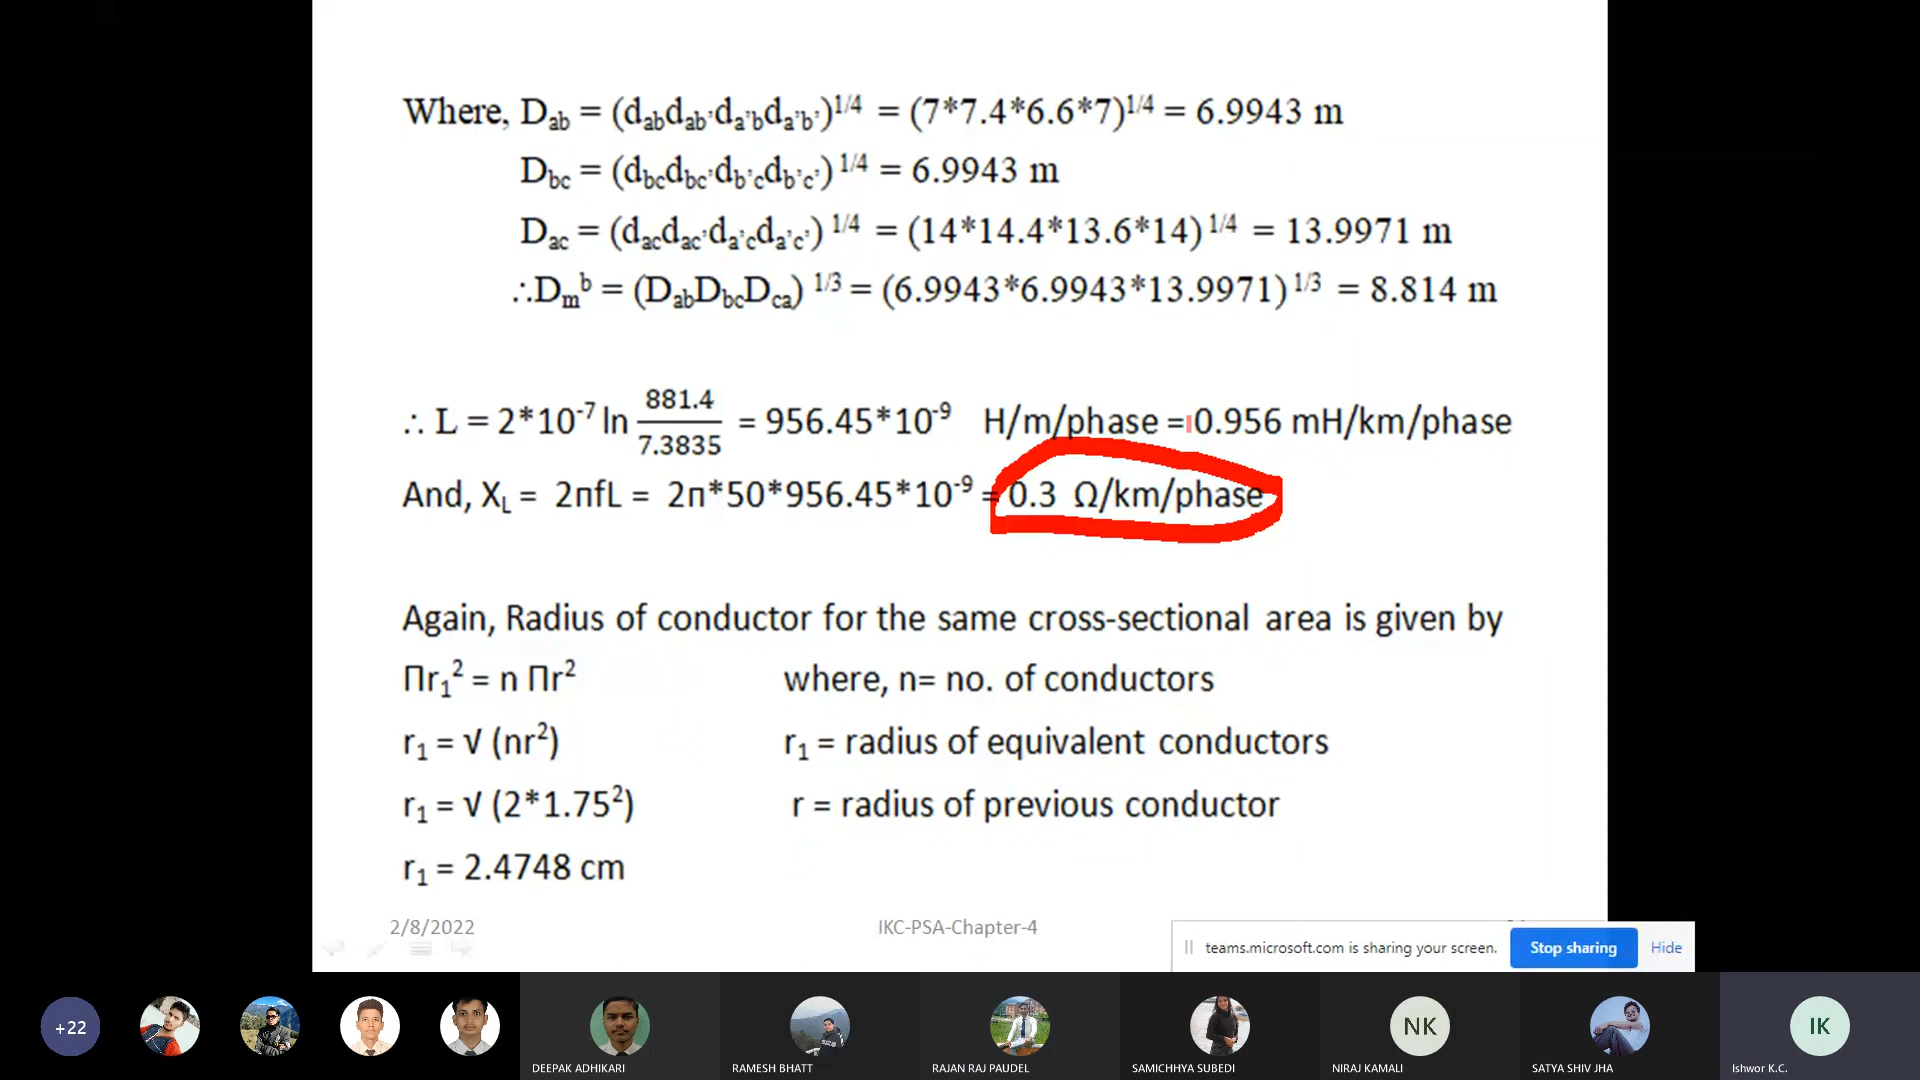 Where, Dab = (dabdab'da'bda'b')1/4 = (7*7.4*6.6*7)1/4 = 6.9943 m
Dbc = (dbcdbc'db'cdb'c') 1/4 = 6.9943 m
Dac = (dacdac'da'cda'c') 1/4 = (14*14.4*13.6*14) 1/4 = 13.9971 m
∴Dmb = (DabDbcDca) 1/3 = (6.9943*6.9943*13.9971) 1/3 = 8.814 m
∴ L = 2*10-7 ln 881.4/7.3835 = 956.45*10-9 H/m/phase = 0.956 mH/km/phase
And, XL = 2пfL = 2п*50*956.45*10-9 = 0.3 Ω/km/phase
Again, Radius of conductor for the same cross-sectional area is given by
Πr12 = n Πr2 where, n= no. of conductors
r1 = √ (nr2) r1 = radius of equivalent conductors
r1 = √ (2*1.752) r = radius of previous conductor
r1 = 2.4748 cm
2/8/2022 IKC-PSA-Chapter-4
teams.microsoft.com is sharing your screen. Stop sharing Hide
+22 NK IK
DEEPAK ADHIKARI RAMESH BHATT RAJAN RAJ PAUDEL SAMICHHYA SUBEDI NIRAJ KAMALI SATYA SHIV JHA Ishwor K.C.